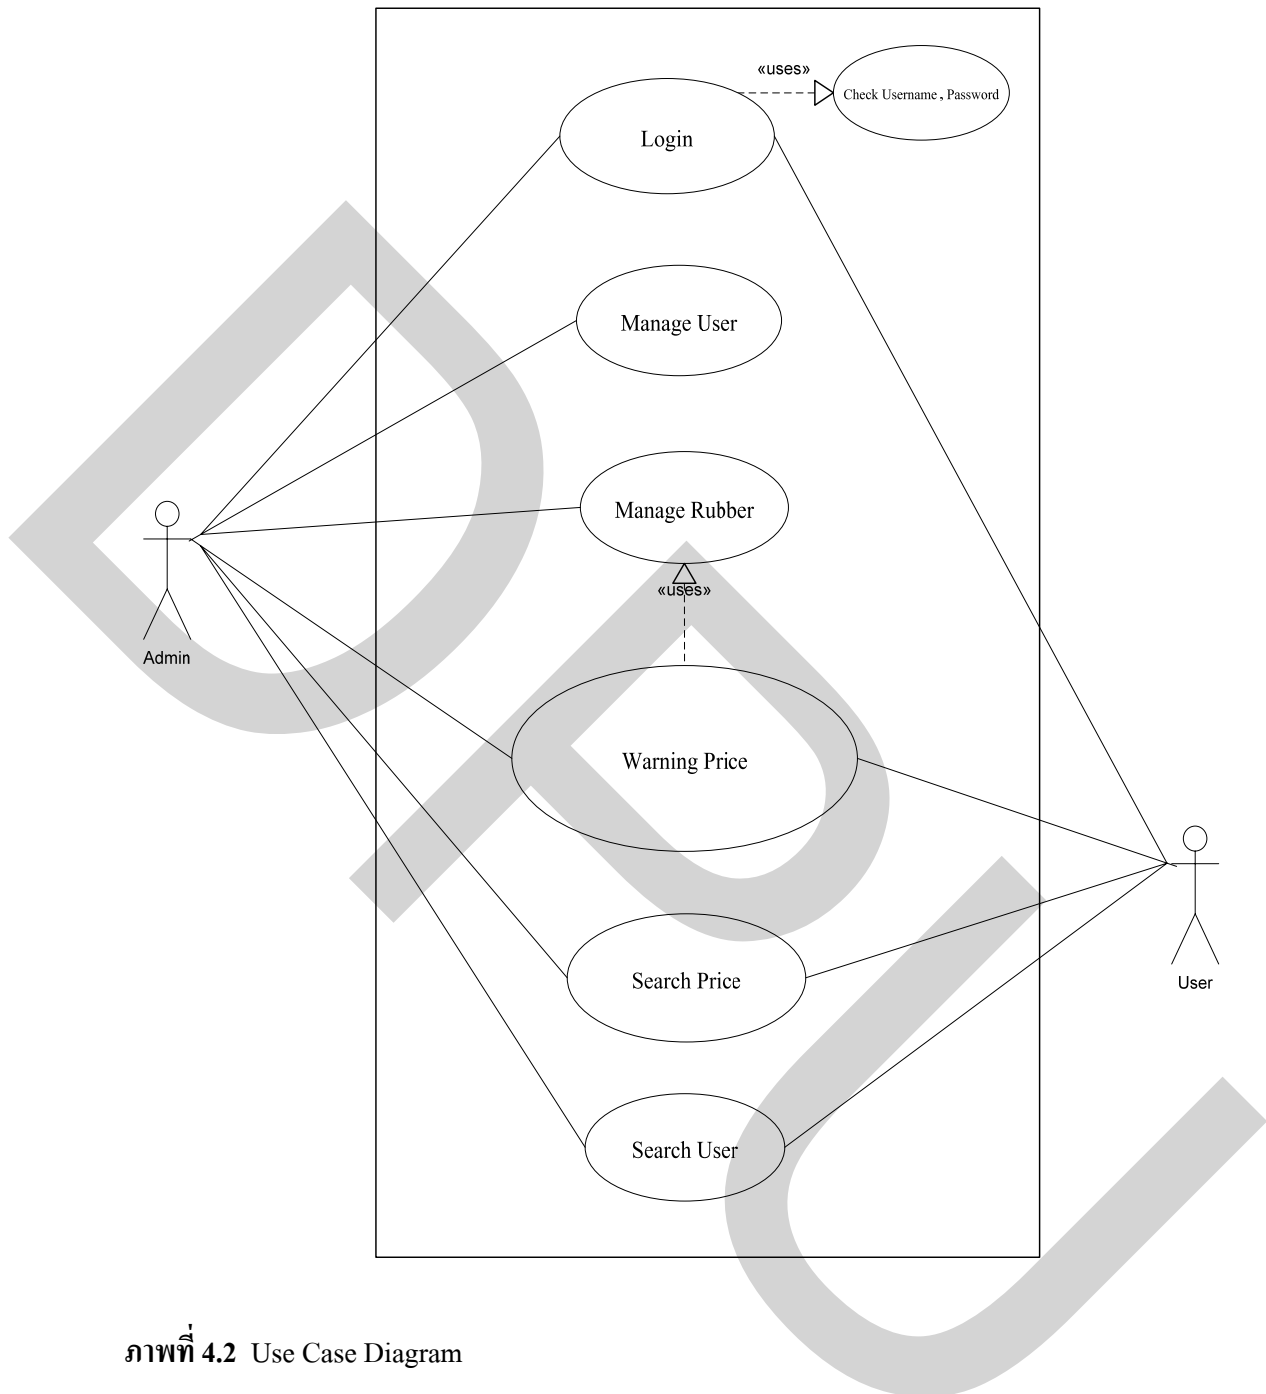 «uses»
Check Username , Password
Login
Manage User
Manage Rubber
«uses»
Admin
Warning Price
Search Price
User
Search User
ภาพที่ 4.2 Use Case Diagram
DPU